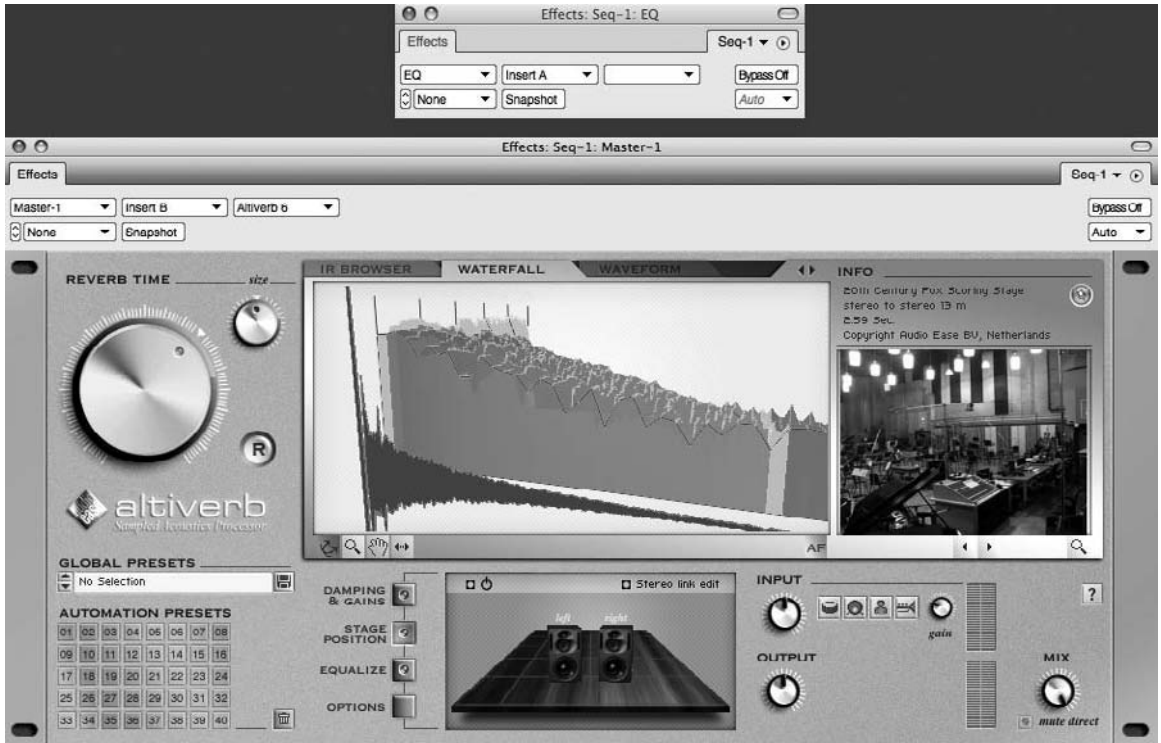 Effects: Seq-1: EQ
Effects
Seq-1
EQ
Insert A
Bypass Off
None
Snapshot
Auto
Effects: Seq-1: Master-1
Effects
Seq-1
Master-1
Insert B
Altiverb 6
Bypass Off
None
Snapshot
Auto
REVERB TIME
size
R
altiverb
Sampled Acoustics Processor
IR BROWSER
WATERFALL
WAVEFORM
INFO
20th Century Fox Scoring Stage
stereo to stereo 13 m
2.59 Sec.
Copyright Audio Ease BV, Netherlands
AF
GLOBAL PRESETS
No Selection
AUTOMATION PRESETS
01 02 03 04 05 06 07 08
09 10 11 12 13 14 15 16
17 18 19 20 21 22 23 24
25 26 27 28 29 30 31 32
33 34 35 36 37 38 39 40
DAMPING
& GAINS
STAGE
POSITION
EQUALIZE
OPTIONS
Stereo link edit
left right
INPUT
gain
OUTPUT
?
MIX
mute direct